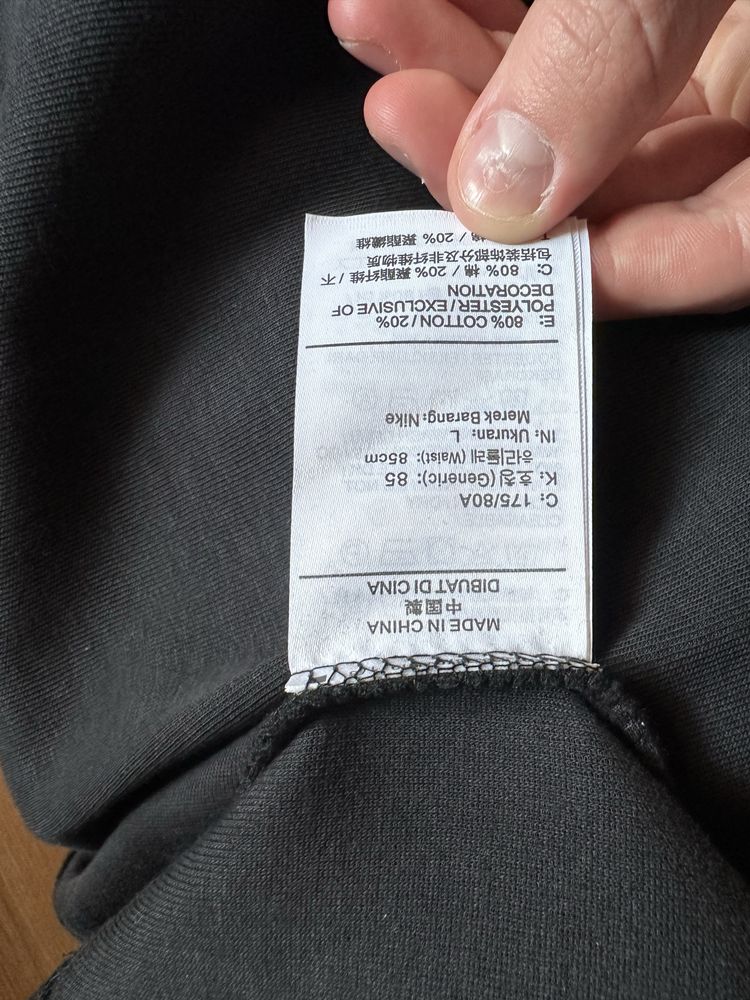 MADE IN CHINA
中国製
DIBUAT DI CINA
C: 175/80A
K: 호칭 (Generic): 85
허리둘레 (Waist): 85cm
IN: Ukuran: L
Merek Barang: Nike
E: 80% COTTON / 20%
POLYESTER / EXCLUSIVE OF
DECORATION
C: 80% 棉 / 20% 聚酯纤维 / 不
包括装饰部分及非纤维物质
棉 / 20% 聚酯纖維